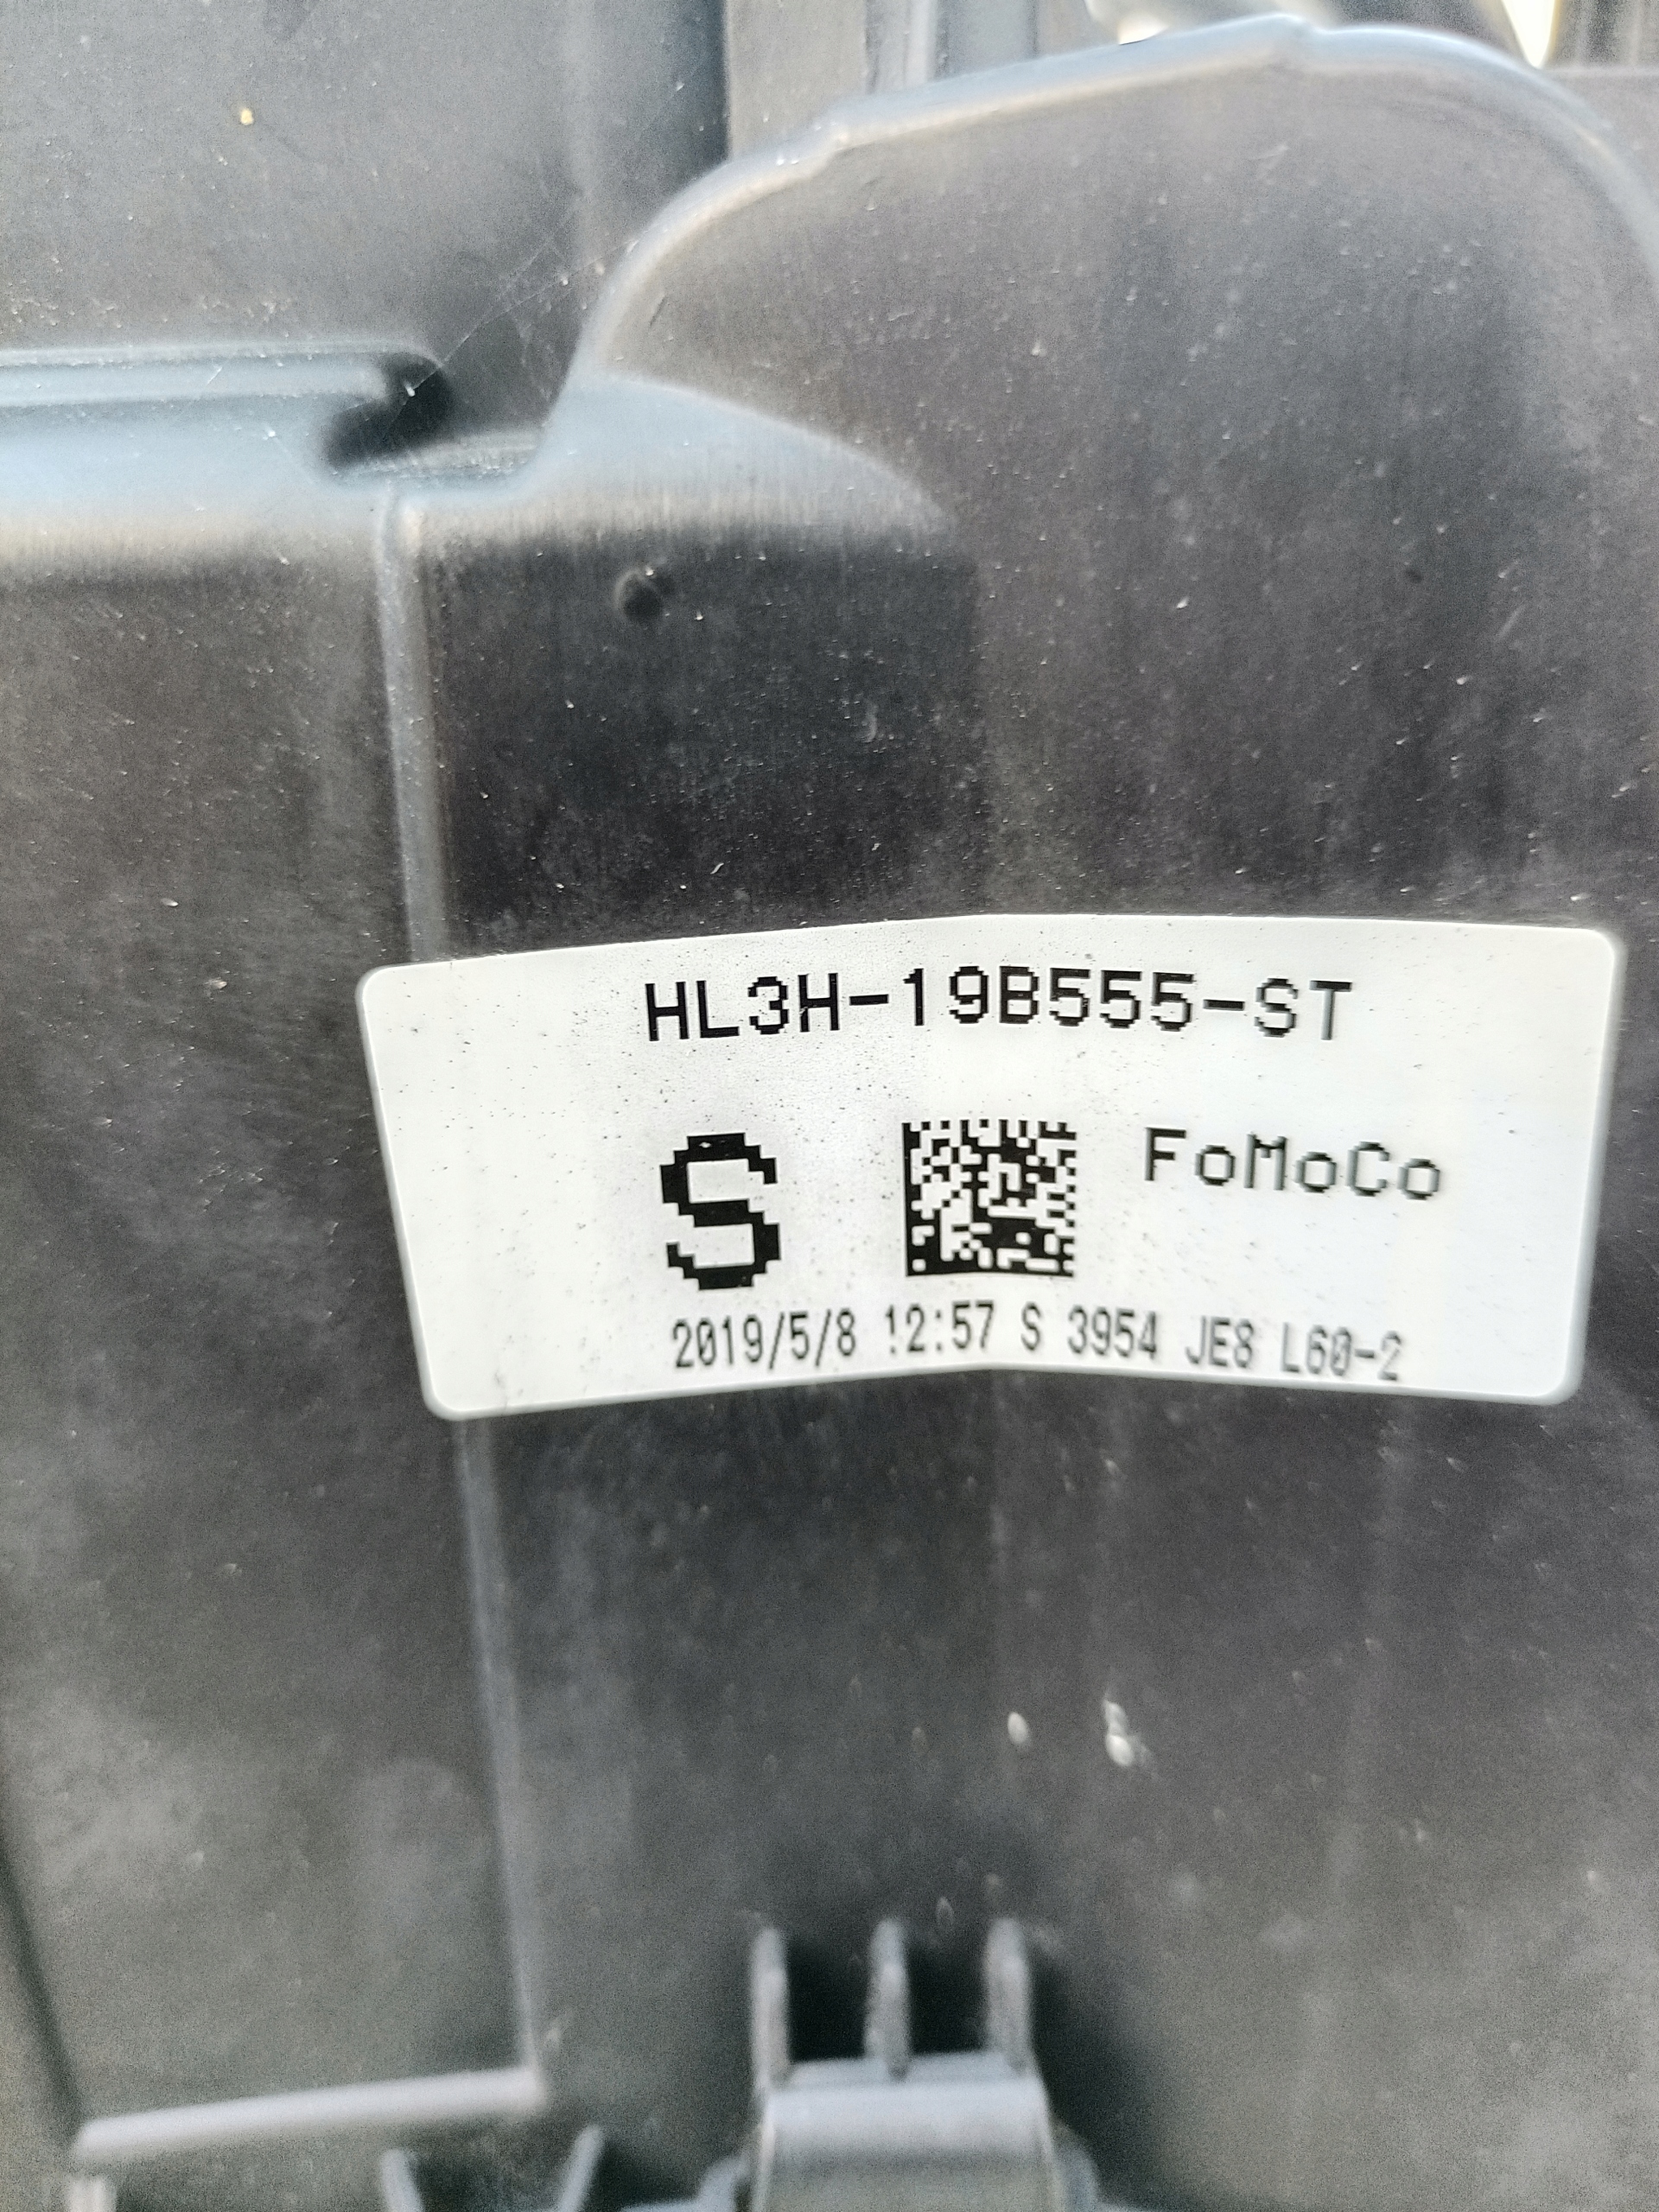 HL3H-19B555-ST
S
FoMoCo
2019/5/8 12:57 S 3954 JE8 L60-2